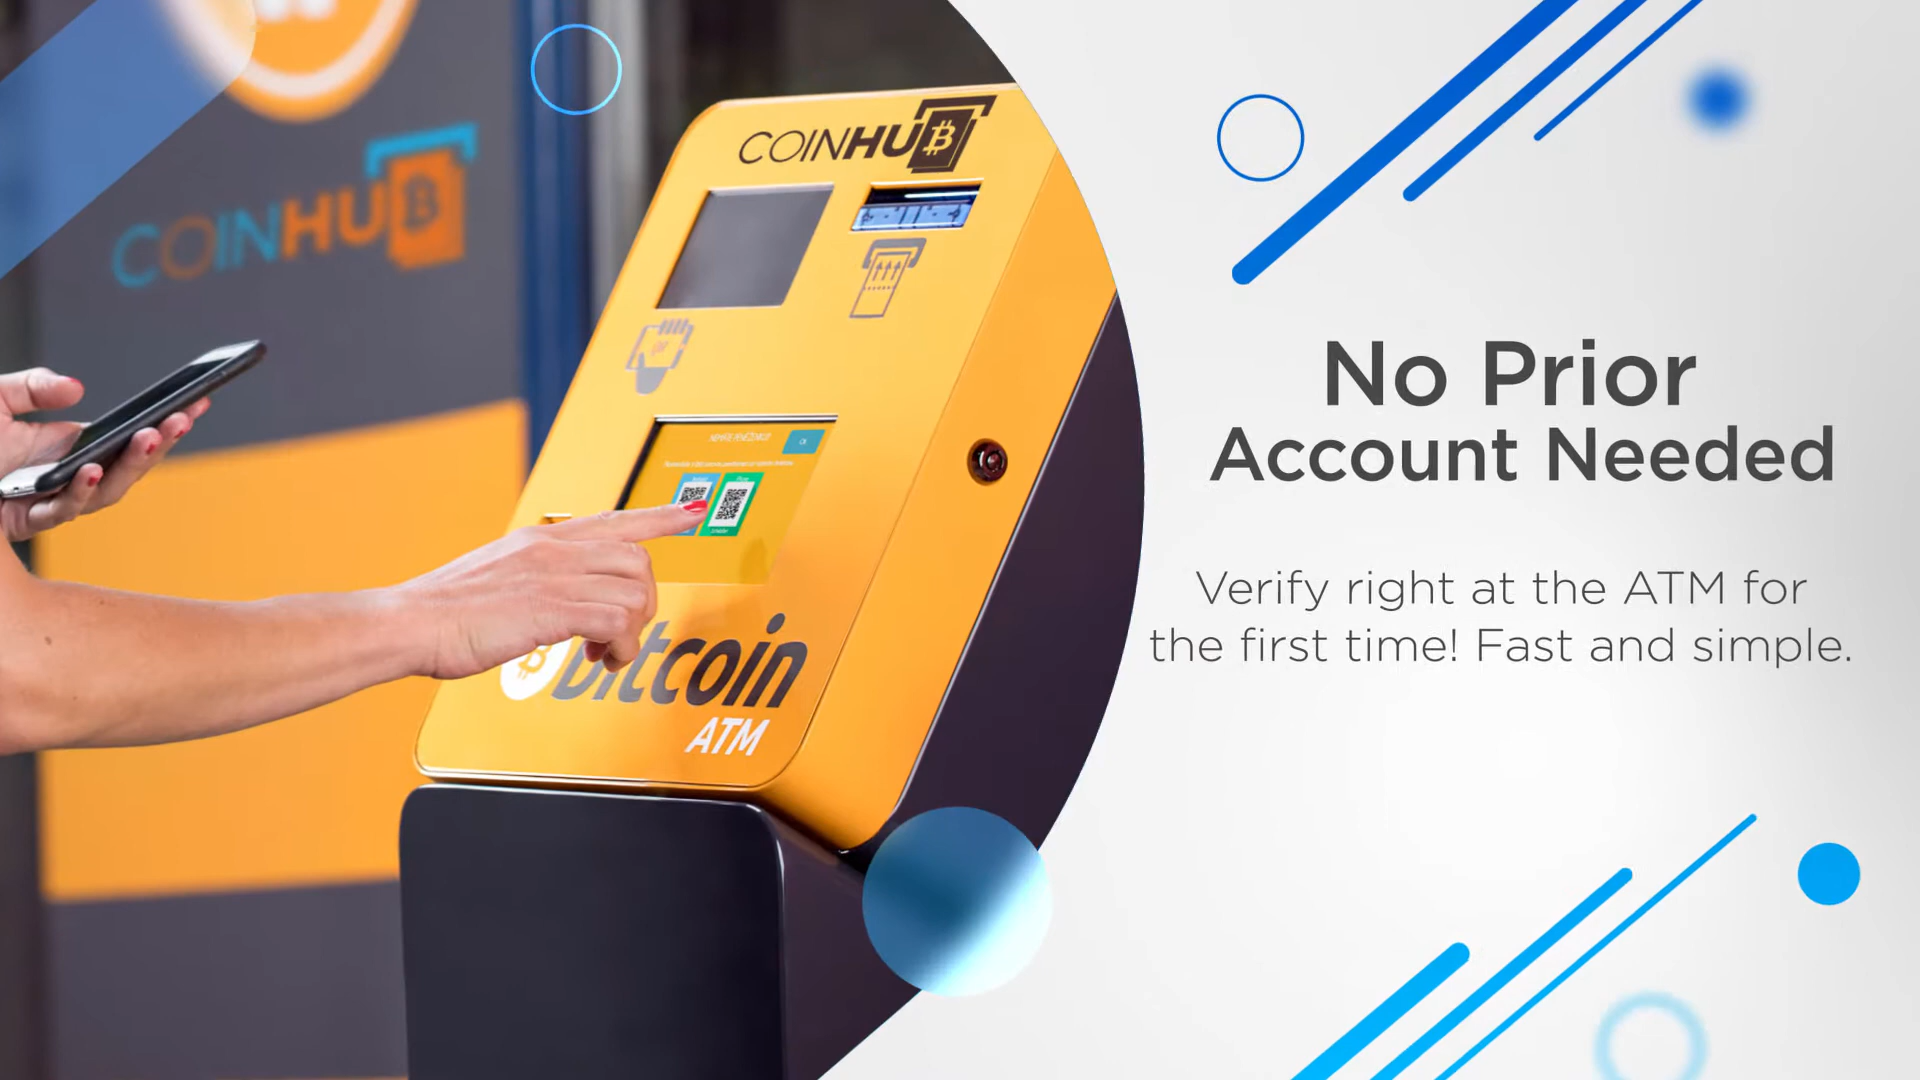 COINHUB
COINHUB
OK
Bitcoin
ATM
No Prior
Account Needed
Verify right at the ATM for
the first time! Fast and simple.